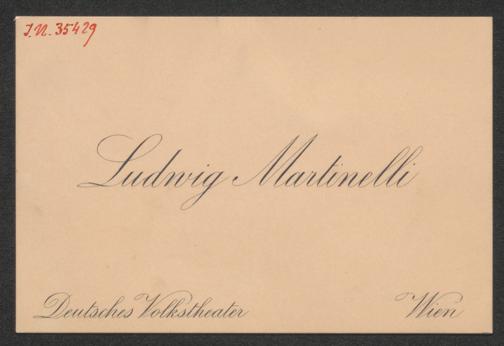 J.N. 35429
Ludwig Martinelli
Deutsches Volkstheater
Wien